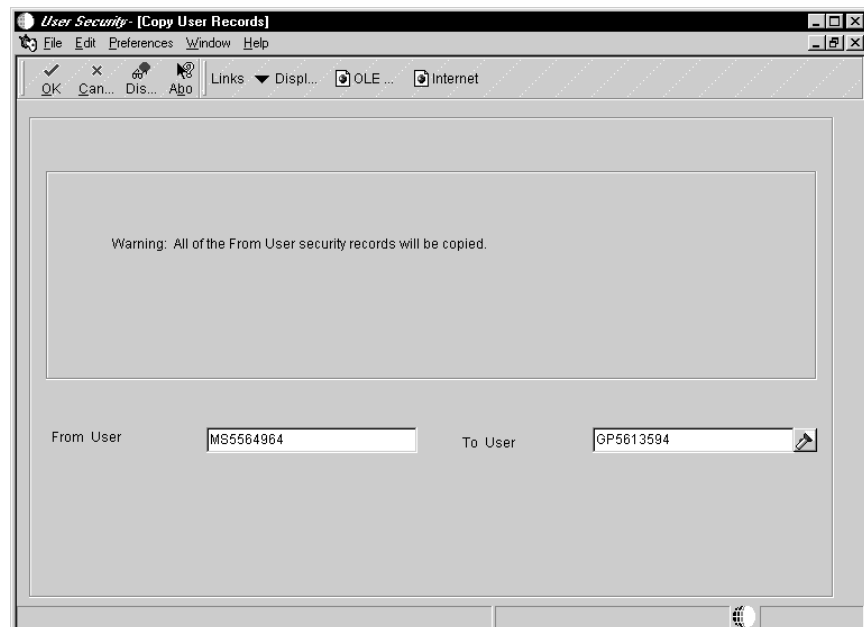 User Security - [Copy User Records]
File Edit Preferences Window Help
OK Can... Dis... Abo Links Displ... OLE ... Internet
Warning: All of the From User security records will be copied.
From User MS5564964 To User GP5613594